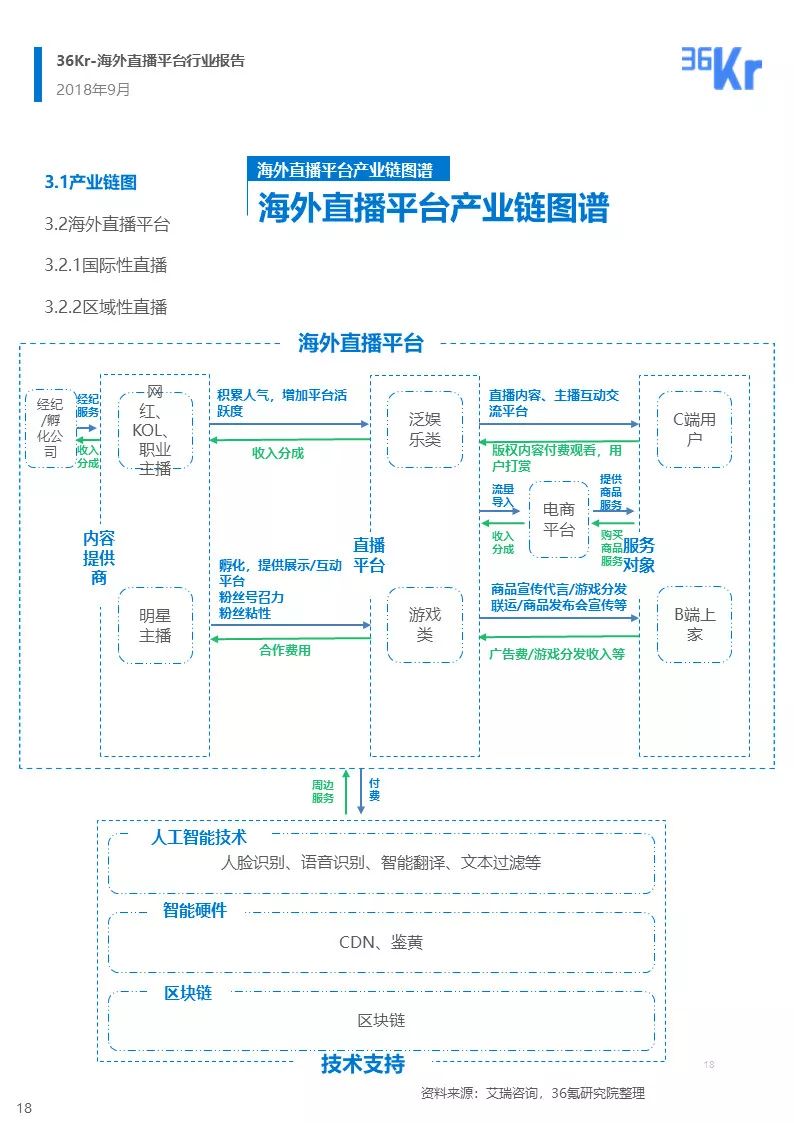 36Kr-海外直播平台行业报告
2018年9月
36Kr
3.1产业链图
3.2海外直播平台
3.2.1国际性直播
3.2.2区域性直播
海外直播平台产业链图谱
海外直播平台产业链图谱
海外直播平台
经纪
/孵
化公
司
经纪
服务
收入
分成
网
红、
KOL、
职业
主播
积累人气，增加平台活
跃度
收入分成
泛娱
乐类
直播内容、主播互动交
流平台
版权内容付费观看，用
户打赏
C端用
户
流量
导入
收入
分成
电商
平台
提供
商品
服务
购买
商品
服务
内容
提供
商
直播
平台
服务
对象
明星
主播
孵化，提供展示/互动
平台
粉丝号召力
粉丝粘性
合作费用
游戏
类
商品宣传代言/游戏分发
联运/商品发布会宣传等
广告费/游戏分发收入等
B端上
家
周边
服务
付
费
人工智能技术
人脸识别、语音识别、智能翻译、文本过滤等
智能硬件
CDN、鉴黄
区块链
区块链
技术支持
18
资料来源：艾瑞咨询，36氪研究院整理
18